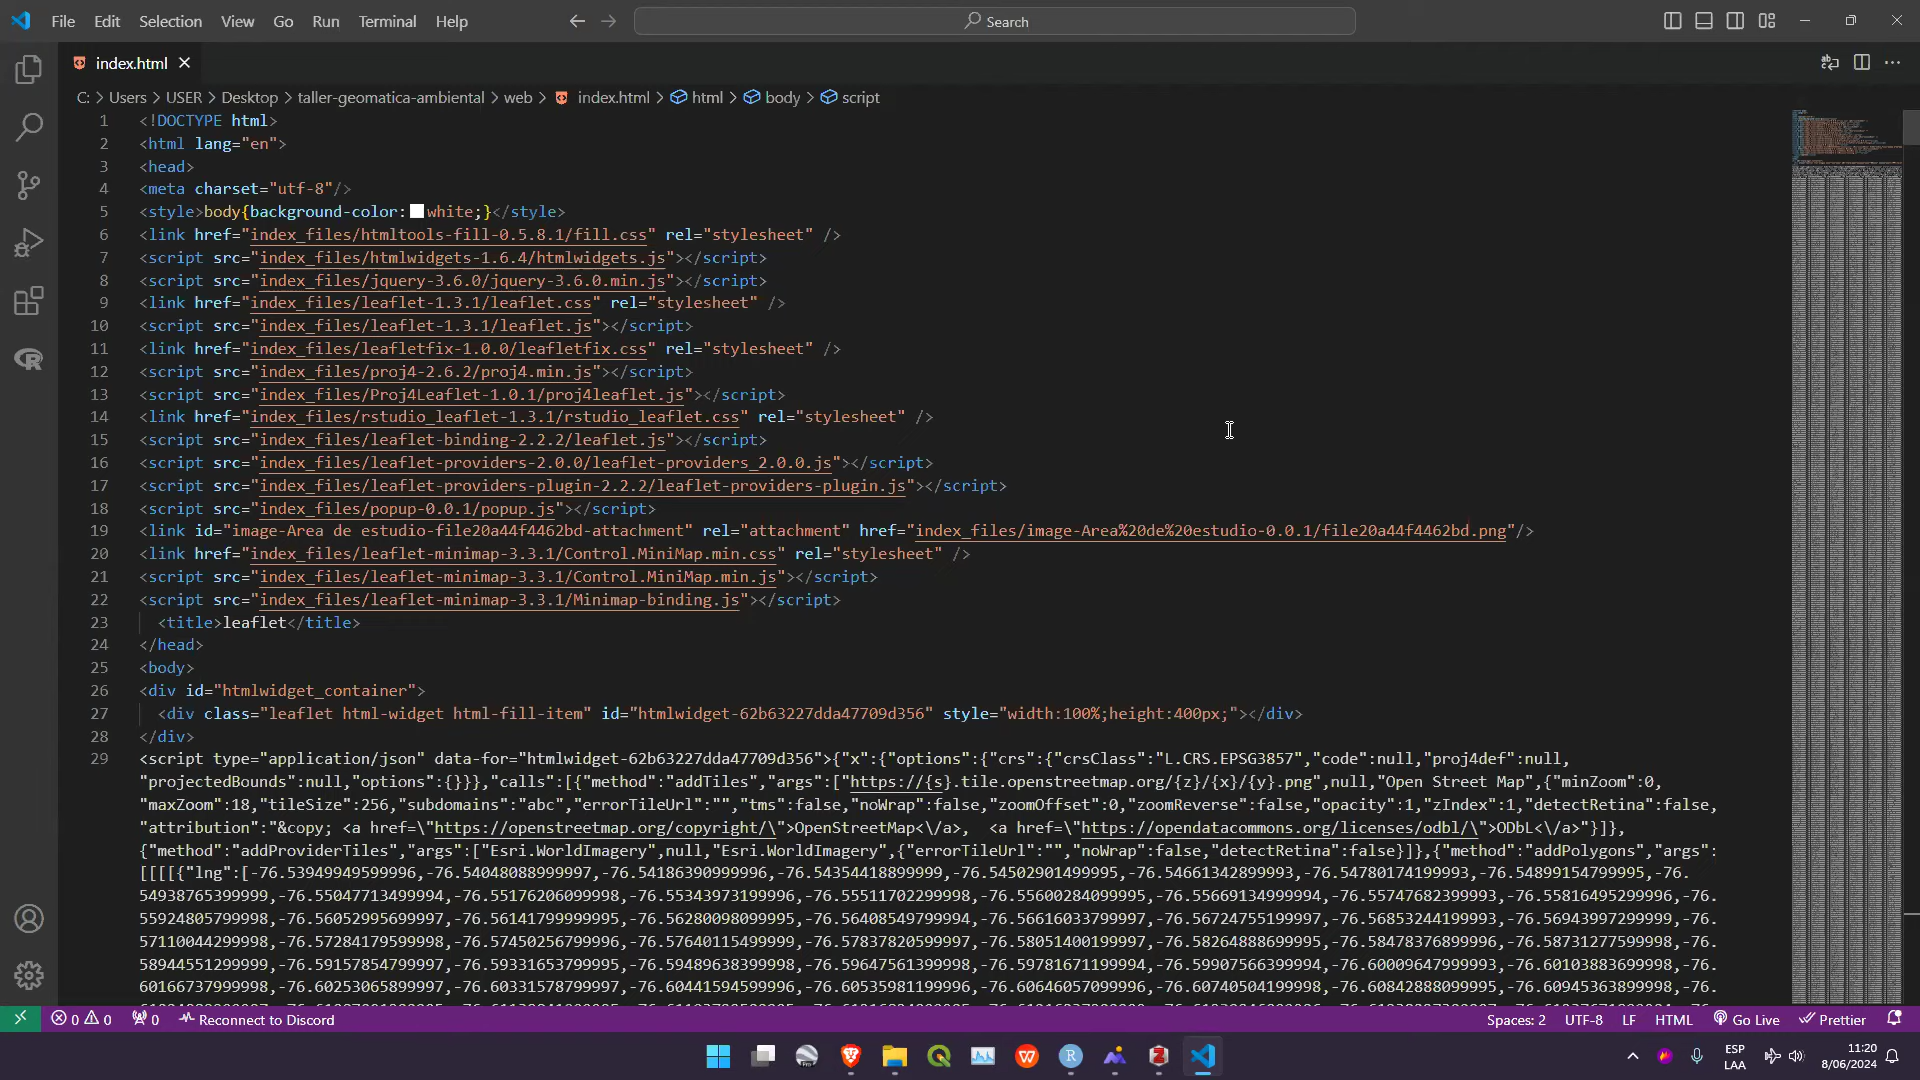 File Edit Selection View Go Run Terminal Help Search
index.html
C: > Users > USER > Desktop > taller-geomatica-ambiental > web > index.html > html > body > script
1 <!DOCTYPE html>
2 <html lang="en">
3 <head>
4 <meta charset="utf-8"/>
5 <style>body{background-color: white;}</style>
6 <link href="index_files/htmltools-fill-0.5.8.1/fill.css" rel="stylesheet" />
7 <script src="index_files/htmlwidgets-1.6.4/htmlwidgets.js"></script>
8 <script src="index_files/jquery-3.6.0/jquery-3.6.0.min.js"></script>
9 <link href="index_files/leaflet-1.3.1/leaflet.css" rel="stylesheet" />
10 <script src="index_files/leaflet-1.3.1/leaflet.js"></script>
11 <link href="index_files/leafletfix-1.0.0/leafletfix.css" rel="stylesheet" />
12 <script src="index_files/proj4-2.6.2/proj4.min.js"></script>
13 <script src="index_files/Proj4Leaflet-1.0.1/proj4leaflet.js"></script>
14 <link href="index_files/rstudio_leaflet-1.3.1/rstudio_leaflet.css" rel="stylesheet" />
15 <script src="index_files/leaflet-binding-2.2.2/leaflet.js"></script>
16 <script src="index_files/leaflet-providers-2.0.0/leaflet-providers_2.0.0.js"></script>
17 <script src="index_files/leaflet-providers-plugin-2.2.2/leaflet-providers-plugin.js"></script>
18 <script src="index_files/popup-0.0.1/popup.js"></script>
19 <link id="image-Area de estudio-file20a44f4462bd-attachment" rel="attachment" href="index_files/image-Area%20de%20estudio-0.0.1/file20a44f4462bd.png"/>
20 <link href="index_files/leaflet-minimap-3.3.1/Control.MiniMap.min.css" rel="stylesheet" />
21 <script src="index_files/leaflet-minimap-3.3.1/Control.MiniMap.min.js"></script>
22 <script src="index_files/leaflet-minimap-3.3.1/Minimap-binding.js"></script>
23 <title>leaflet</title>
24 </head>
25 <body>
26 <div id="htmlwidget_container">
27 <div class="leaflet html-widget html-fill-item" id="htmlwidget-62b63227dda47709d356" style="width:100%;height:400px;"></div>
28 </div>
29 <script type="application/json" data-for="htmlwidget-62b63227dda47709d356">{"x":{"options":{"crs":{"crsClass":"L.CRS.EPSG3857","code":null,"proj4def":null,
"projectedBounds":null,"options":{}}},"calls":[{"method":"addTiles","args":["https://{s}.tile.openstreetmap.org/{z}/{x}/{y}.png",null,"Open Street Map",{"minZoom":0,
"maxZoom":18,"tileSize":256,"subdomains":"abc","errorTileUrl":"","tms":false,"noWrap":false,"zoomOffset":0,"zoomReverse":false,"opacity":1,"zIndex":1,"detectRetina":false,
"attribution":"&copy; <a href=\"https://openstreetmap.org/copyright/\">OpenStreetMap<\/a>,  <a href=\"https://opendatacommons.org/licenses/odbl/\">ODbL<\/a>"}]},
{"method":"addProviderTiles","args":["Esri.WorldImagery",null,"Esri.WorldImagery",{"errorTileUrl":"","noWrap":false,"detectRetina":false}]},{"method":"addPolygons","args":
[[[[{"lng":[-76.53949949599996,-76.54048088999997,-76.54186390999996,-76.54354418899999,-76.54502901499995,-76.54661342899993,-76.54780174199993,-76.54899154799995,-76.
54938765399999,-76.55047713499994,-76.55176206099998,-76.55343973199996,-76.55511702299998,-76.55600284099995,-76.55669134999994,-76.55747682399993,-76.55816495299996,-76.
55924805799998,-76.56052995699997,-76.56141799999995,-76.56280098099995,-76.56408549799994,-76.56616033799997,-76.56724755199997,-76.56853244199993,-76.56943997299999,-76.
57110044299998,-76.57284179599998,-76.57450256799996,-76.57640115499999,-76.57837820599997,-76.58051400199997,-76.58264888699995,-76.58478376899996,-76.58731277599998,-76.
58944551299999,-76.59157854799997,-76.59331653799995,-76.59489638399998,-76.59647561399998,-76.59781671199994,-76.59907566399994,-76.60009647999993,-76.60103883699998,-76.
60166737999998,-76.60253065899997,-76.60331578799997,-76.60441594599996,-76.60535981199996,-76.60646057099996,-76.60740504199998,-76.60842888099995,-76.60945363899998,-76.
0 0 0 Reconnect to Discord Spaces: 2 UTF-8 LF HTML Go Live Prettier
ESP LAA 11:20 8/06/2024